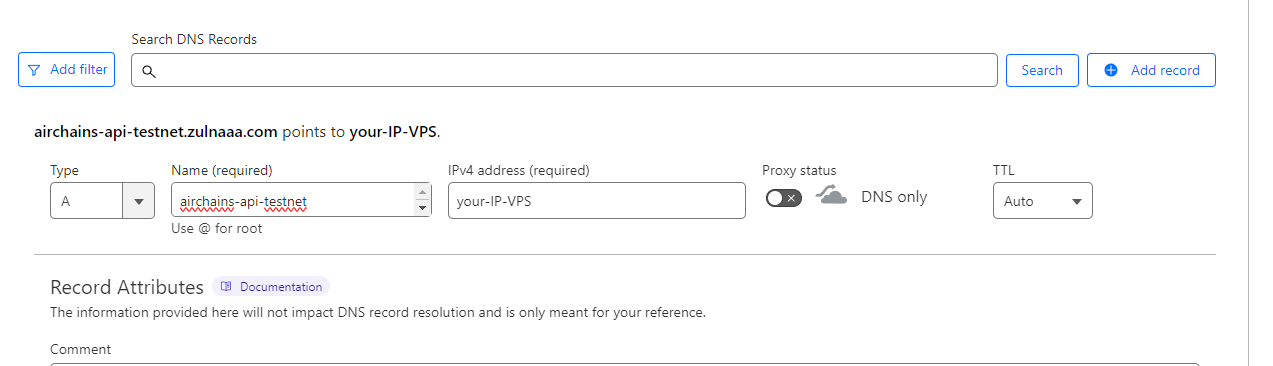 Search DNS Records
Add filter
Search
Add record
airchains-api-testnet.zulnaaa.com points to your-IP-VPS.
Type
Name (required)
IPv4 address (required)
Proxy status
TTL
A
airchains-api-testnet
your-IP-VPS
DNS only
Auto
Use @ for root
Record Attributes
Documentation
The information provided here will not impact DNS record resolution and is only meant for your reference.
Comment